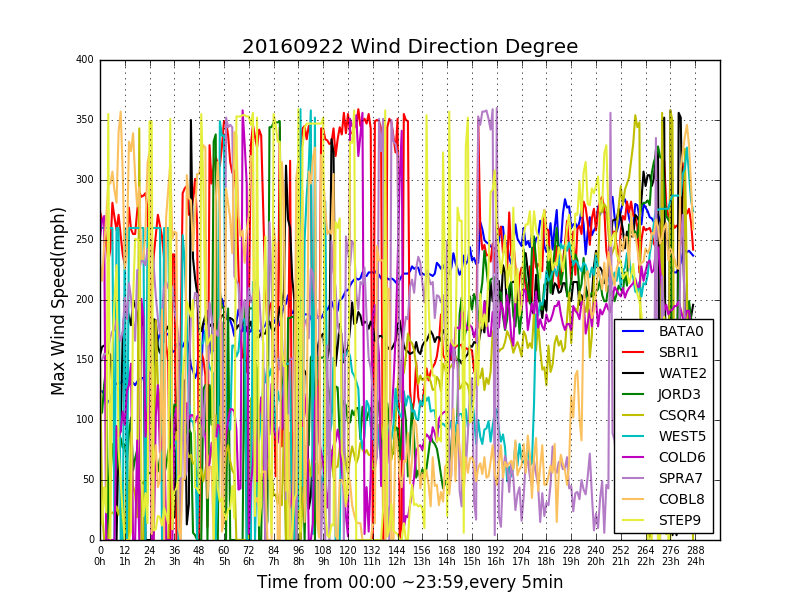 20160922 Wind Direction Degree
400
350
300
250
200
150
100
50
0
Max Wind Speed(mph)
BATA0
SBRI1
WATE2
JORD3
CSQR4
WEST5
COLD6
SPRA7
COBL8
STEP9
0 12 24 36 48 60 72 84 96 108 120 132 144 156 168 180 192 204 216 228 240 252 264 276 288
0h 1h 2h 3h 4h 5h 6h 7h 8h 9h 10h 11h 12h 13h 14h 15h 16h 17h 18h 19h 20h 21h 22h 23h 24h
Time from 00:00 ~23:59,every 5min